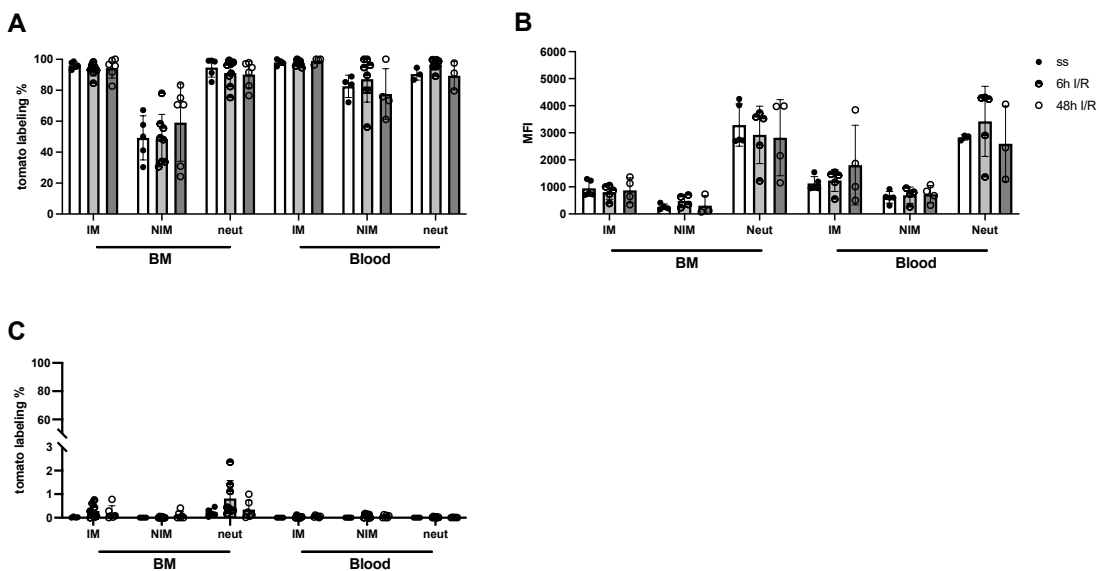 A
tomato labeling %
100
80
60
40
20
0
IM NIM neut IM NIM neut
BM Blood
B
MFI
6000
5000
4000
3000
2000
1000
0
IM NIM Neut IM NIM Neut
BM Blood
ss
6h I/R
48h I/R
C
tomato labeling %
100
80
60
3
2
1
0
IM NIM neut IM NIM neut
BM Blood